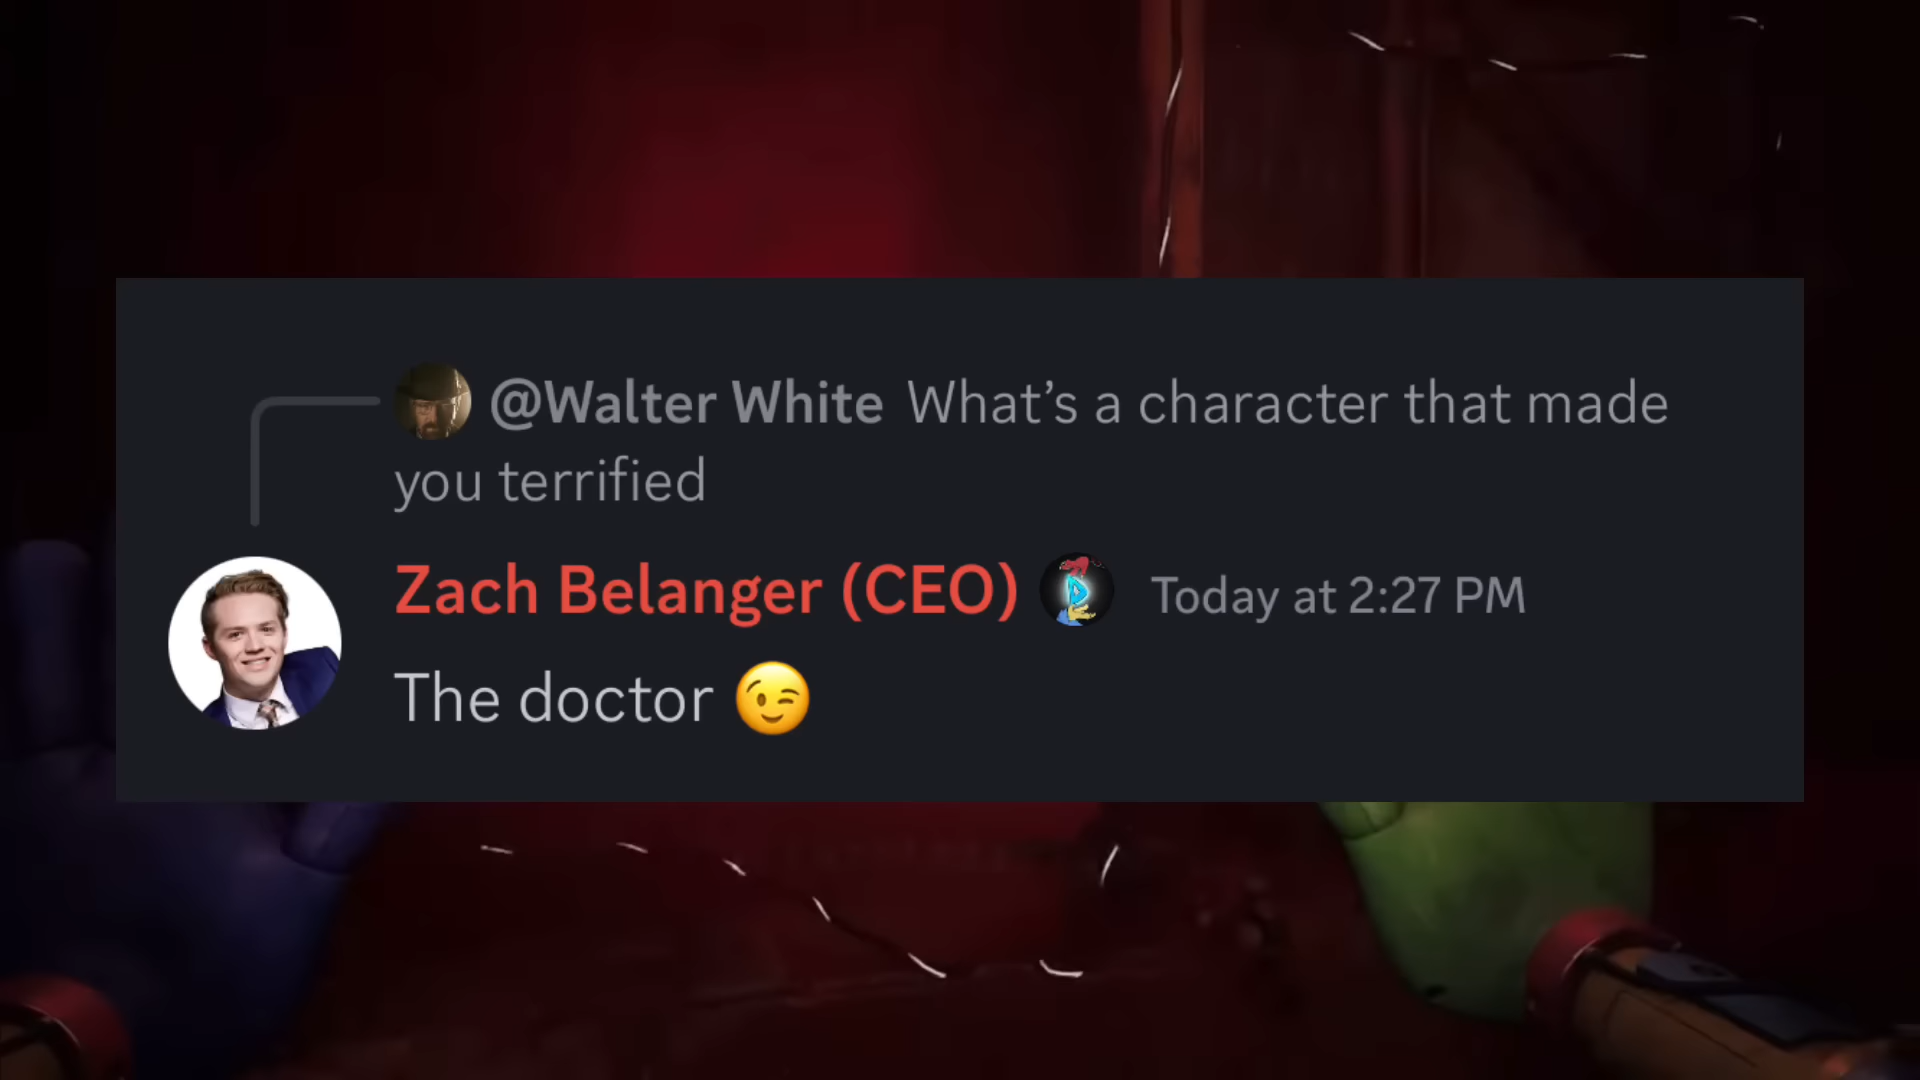 @Walter White What’s a character that made
you terrified
Zach Belanger (CEO) Today at 2:27 PM
The doctor 😉